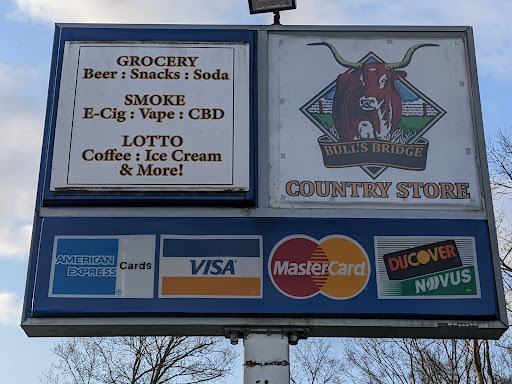 GROCERY
Beer : Snacks : Soda
SMOKE
E-Cig : Vape : CBD
LOTTO
Coffee : Ice Cream
& More!
BULL'S BRIDGE
COUNTRY STORE
AMERICAN
EXPRESS
Cards
VISA
MasterCard
DISCOVER
NOVUS